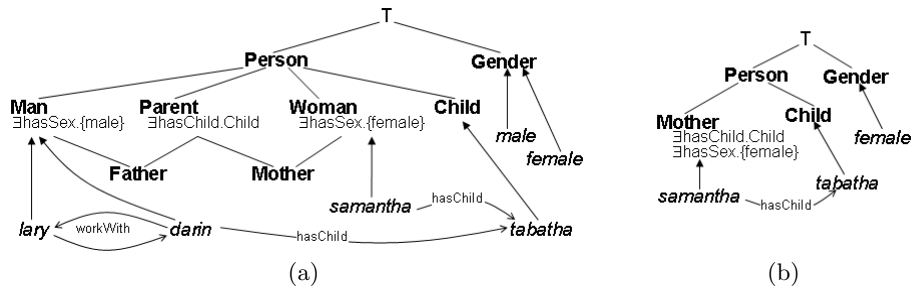 T
Person
Gender
Man
Parent
Woman
Child
∃hasSex.{male}
∃hasChild.Child
∃hasSex.{female}
male
female
Father
Mother
samantha
hasChild
lary
workWith
darin
hasChild
tabatha
(a)
T
Person
Gender
Mother
Child
∃hasChild.Child
∃hasSex.{female}
female
samantha
hasChild
tabatha
(b)